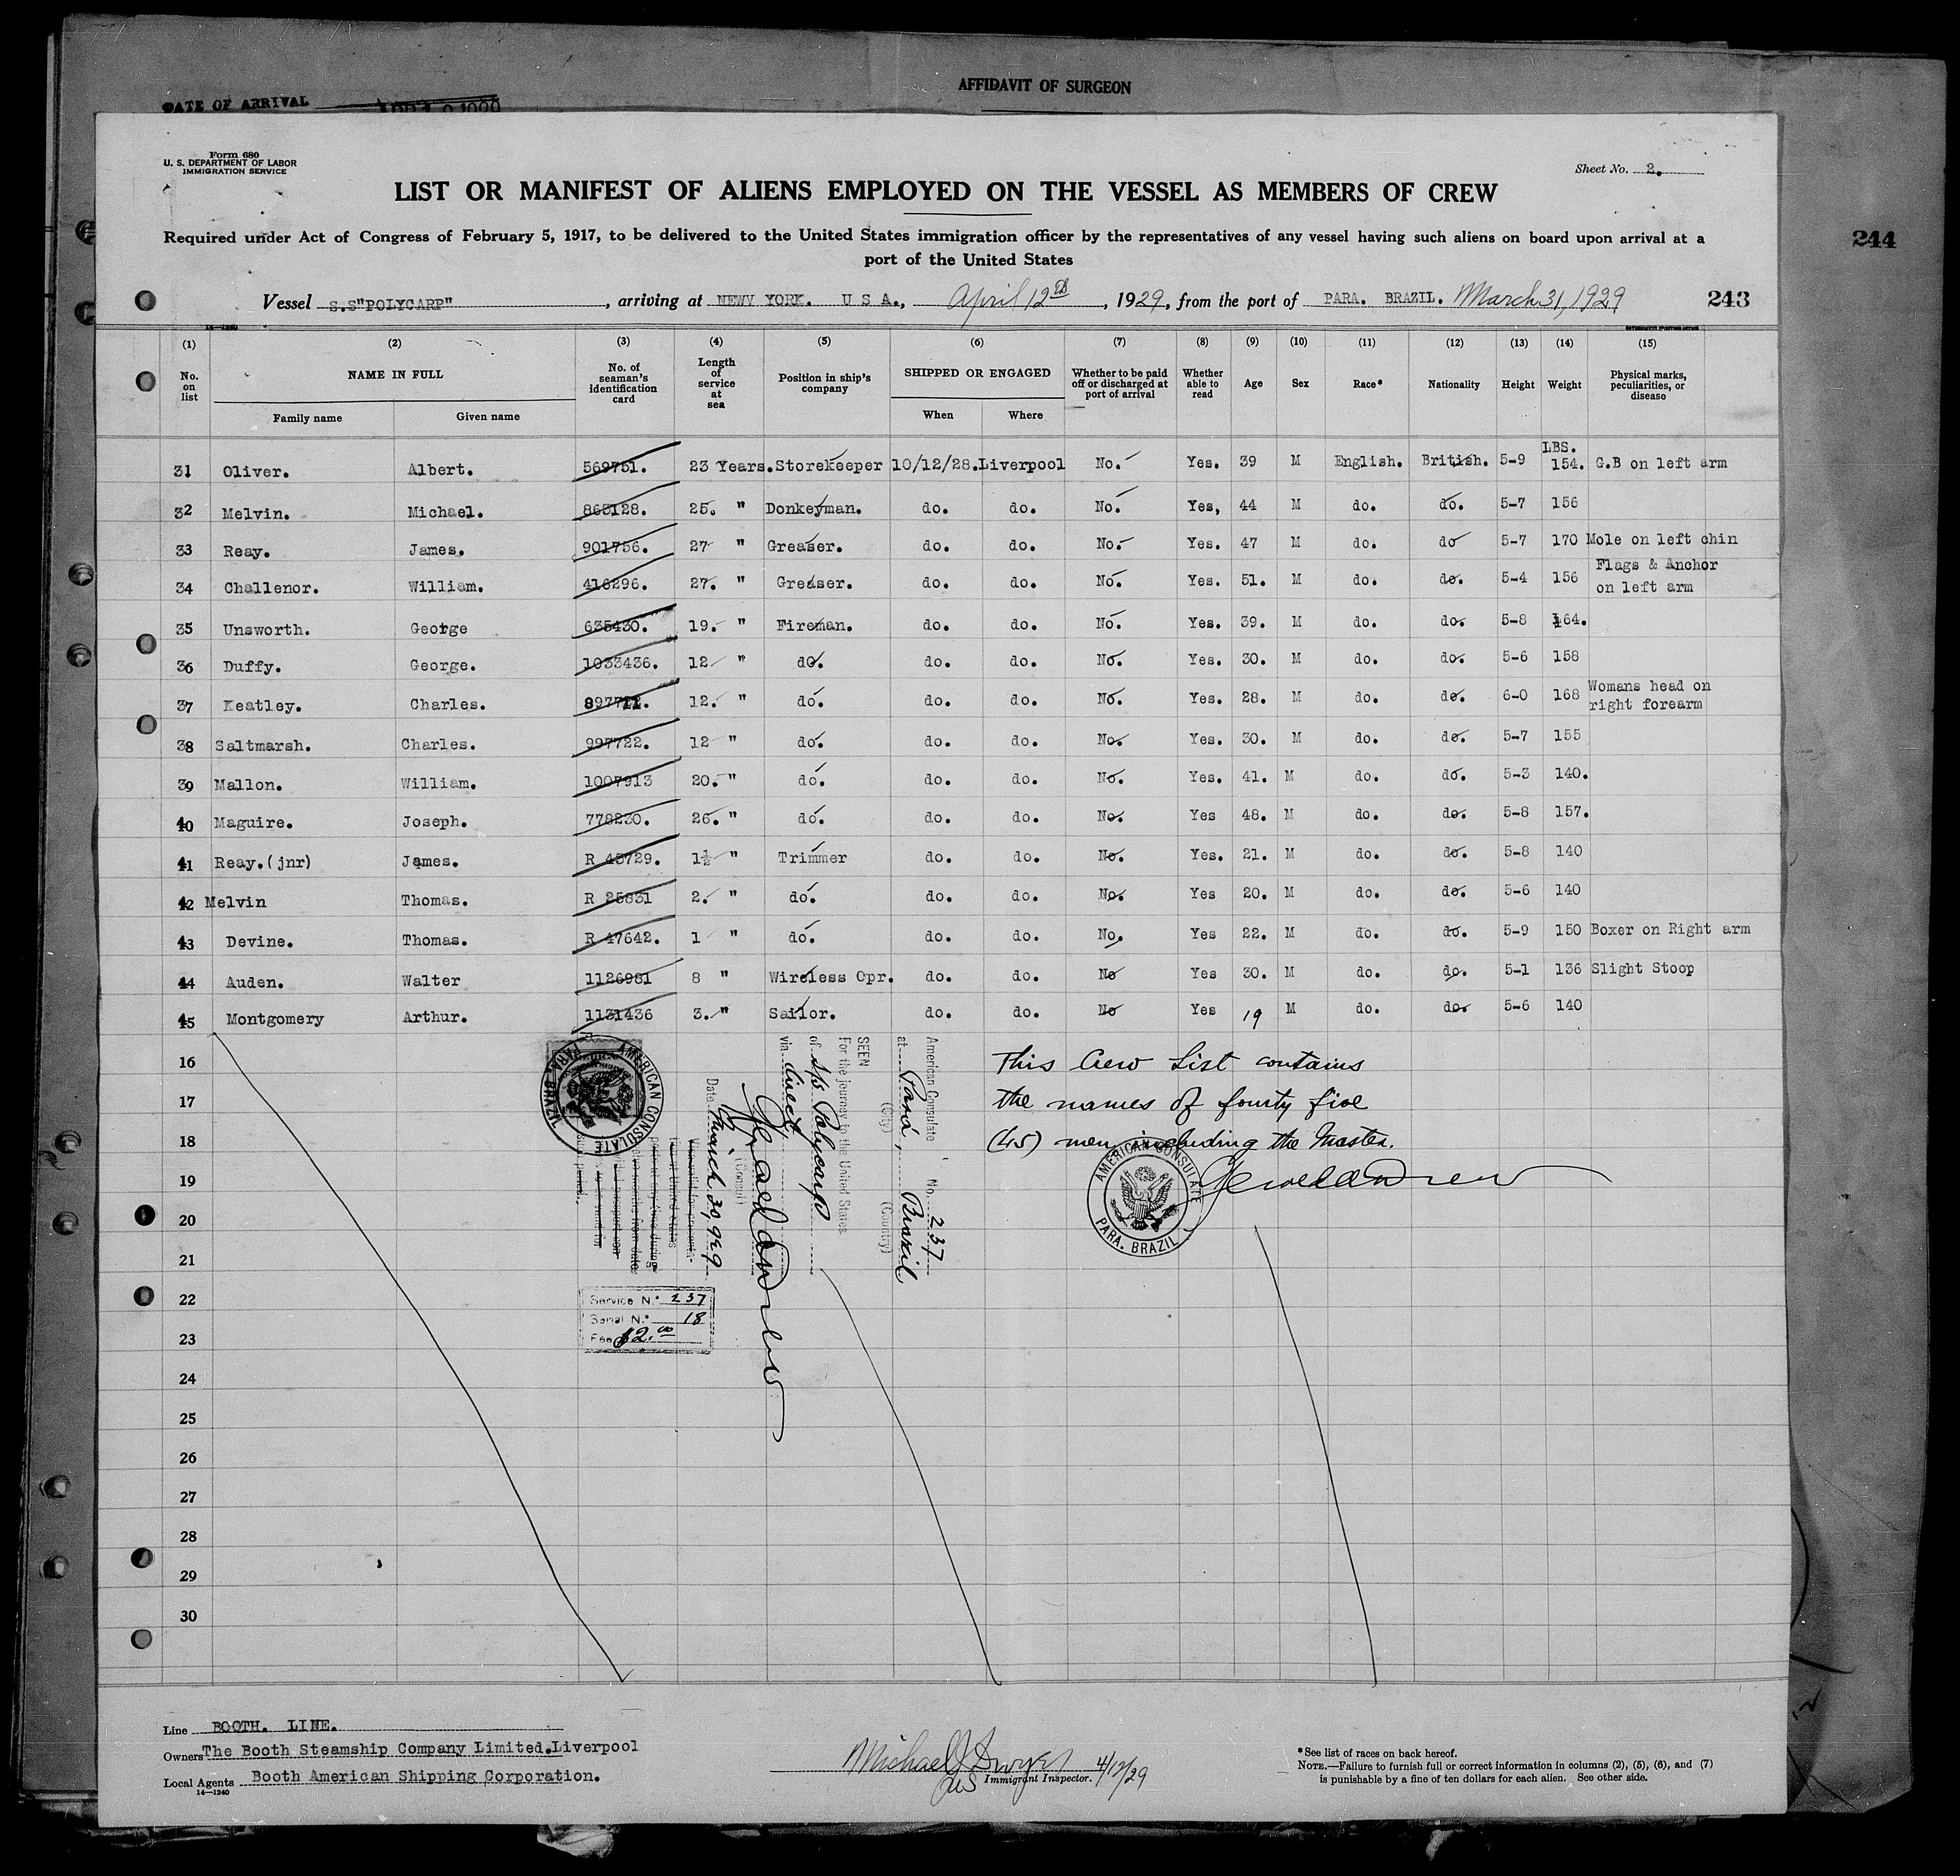 AFFIDAVIT OF SURGEON
DATE OF ARRIVAL
Form 680
U. S. DEPARTMENT OF LABOR
IMMIGRATION SERVICE
Sheet No. 2.
LIST OR MANIFEST OF ALIENS EMPLOYED ON THE VESSEL AS MEMBERS OF CREW
Required under Act of Congress of February 5, 1917, to be delivered to the United States immigration officer by the representatives of any vessel having such aliens on board upon arrival at a
port of the United States
244
Vessel S.S"POLYCARP", arriving at NEWV YORK. U S A., April 12th, 1929, from the port of PARA. BRAZIL. March 31, 1929 243
(1) (2) (3) (4) (5) (6) (7) (8) (9) (10) (11) (12) (13) (14) (15)
No. on list NAME IN FULL Family name Given name No. of seaman's identification card Length of service at sea Position in ship's company SHIPPED OR ENGAGED When Where Whether to be paid off or discharged at port of arrival Whether able to read Age Sex Race* Nationality Height Weight Physical marks, peculiarities, or disease
LBS.
31 Oliver. Albert. 569751. 23 Years. Storekeeper 10/12/28. Liverpool No. Yes. 39 M English. British. 5-9 154. G.B on left arm
32 Melvin. Michael. 865128. 25. " Donkeyman. do. do. No. Yes, 44 M do. do. 5-7 156
33 Reay. James. 901756. 27 " Greaser. do. do. No. Yes. 47 M do. do 5-7 170 Mole on left chin
34 Challenor. William. 416296. 27. " Greaser. do. do. No. Yes. 51. M do. do. 5-4 156 Flags & Anchor on left arm
35 Unsworth. George 635430. 19. " Fireman. do. do. No. Yes. 39. M do. do. 5-8 164.
36 Duffy. George. 1033436. 12 " do. do. do. No. Yes. 30. M do. do. 5-6 158
37 Keatley. Charles. 12. " do. do. do. No. Yes. 28. M do. do. 6-0 168 Womans head on right forearm
38 Saltmarsh. Charles. 997722. 12 " do. do. do. No. Yes. 30. M do. do. 5-7 155
39 Mallon. William. 1007913 20. " do. do. do. No. Yes. 41. M do. do. 5-3 140.
40 Maguire. Joseph. 778230. 26. " do. do. do. No. Yes 48. M do. do. 5-8 157.
41 Reay.(jnr) James. R 45729. 1½ " Trimmer do. do. No. Yes. 21. M do. do. 5-8 140
42 Melvin Thomas. R 25831 2. " do. do. do. No. Yes 20. M do. do. 5-6 140
43 Devine. Thomas. R 47642. 1 " do. do. do. No. Yes 22. M do. do. 5-9 150 Boxer on Right arm
44 Auden. Walter 1126981 8 " Wireless Opr. do. do. No Yes 30. M do. do. 5-1 136 Slight Stoop
45 Montgomery Arthur. 1131436 3. " Sailor. do. do. No Yes 19 M do. do. 5-6 140
16
17
18
19
20
21
22
23
24
25
26
27
28
29
30
This Crew List contains
the names of fourty five
(45) men including the Master.
Gerald A Drew
AMERICAN CONSULATE
PARA. BRAZIL
American Consulate No. 237
at Pará, Brazil
(City) (Country)
SEEN
For the journey to the United States
of S/S Polycarp
via direct
Gerald A Drew
(Consul)
Date March 30, 1929
AMERICAN CONSULATE
PARA. BRAZIL
Service No. 237
Serial No. 18
Fee $2.00
Line BOOTH. LINE.
Owners The Booth Steamship Company Limited. Liverpool
Local Agents Booth American Shipping Corporation.
14-1240
Michael J Dwyer 4/12/29
Immigrant Inspector.
*See list of races on back hereof.
NOTE.—Failure to furnish full or correct information in columns (2), (5), (6), and (7)
is punishable by a fine of ten dollars for each alien. See other side.